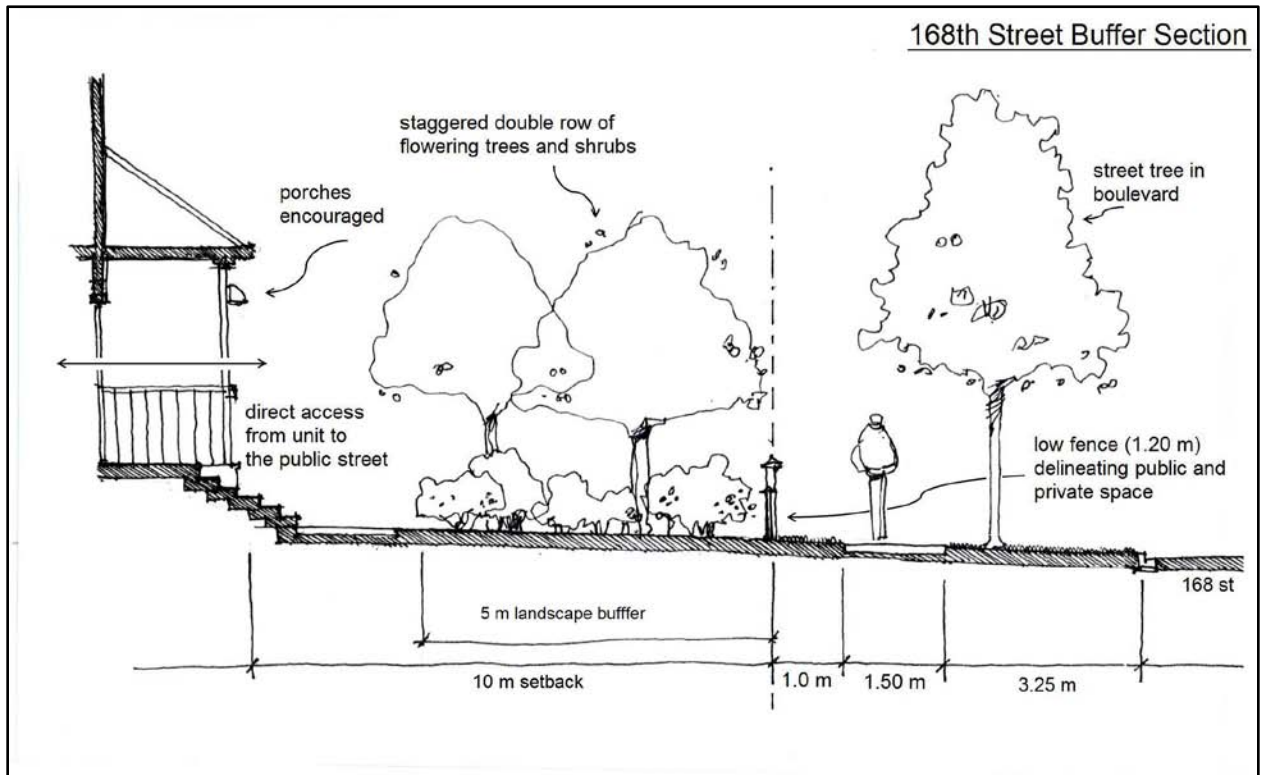 168th Street Buffer Section
staggered double row of
flowering trees and shrubs
porches
encouraged
street tree in
boulevard
direct access
from unit to
the public street
low fence (1.20 m)
delineating public and
private space
168 st
5 m landscape bufffer
10 m setback
1.0 m
1.50 m
3.25 m